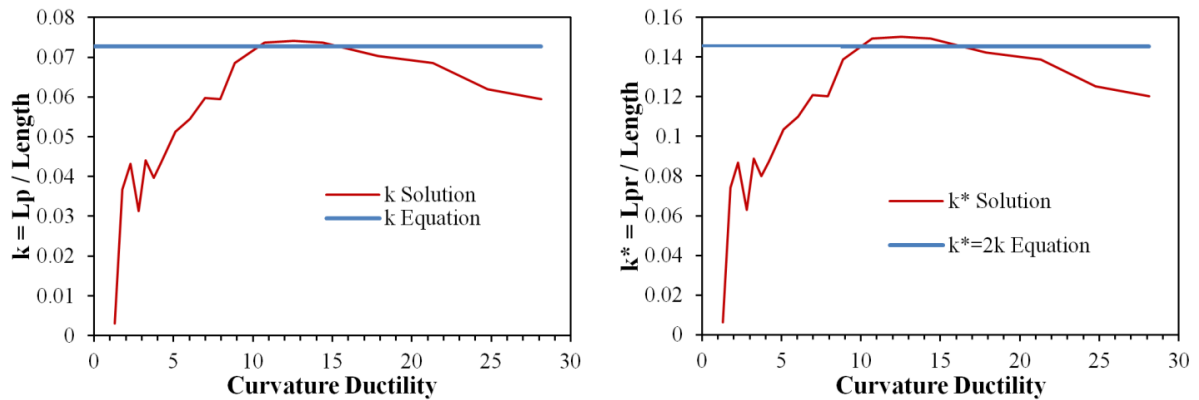 0.08
0.07
0.06
0.05
0.04
0.03
0.02
0.01
0
k = Lp / Length
k Solution
k Equation
0 5 10 15 20 25 30
Curvature Ductility
0.16
0.14
0.12
0.1
0.08
0.06
0.04
0.02
0
k* = Lpr / Length
k* Solution
k*=2k Equation
0 5 10 15 20 25 30
Curvature Ductility